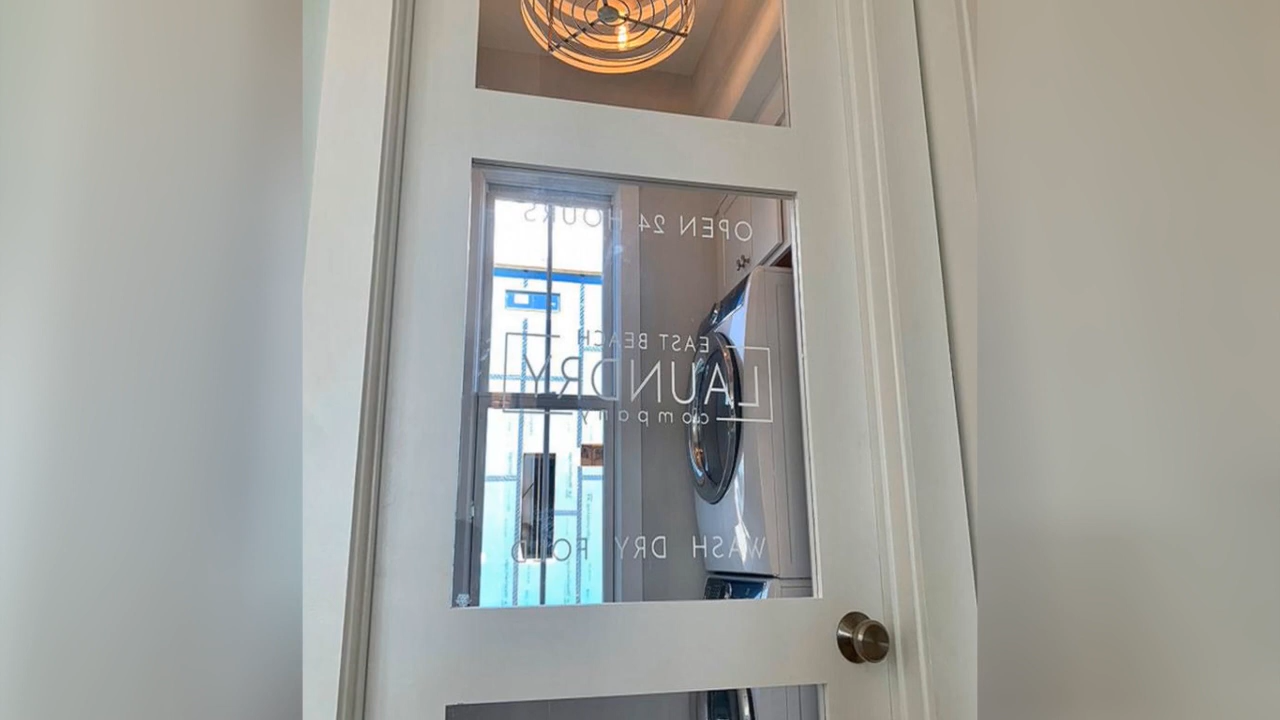 OPEN 24 HOURS
EAST BEACH
LAUNDRY
company
WASH DRY FOLD